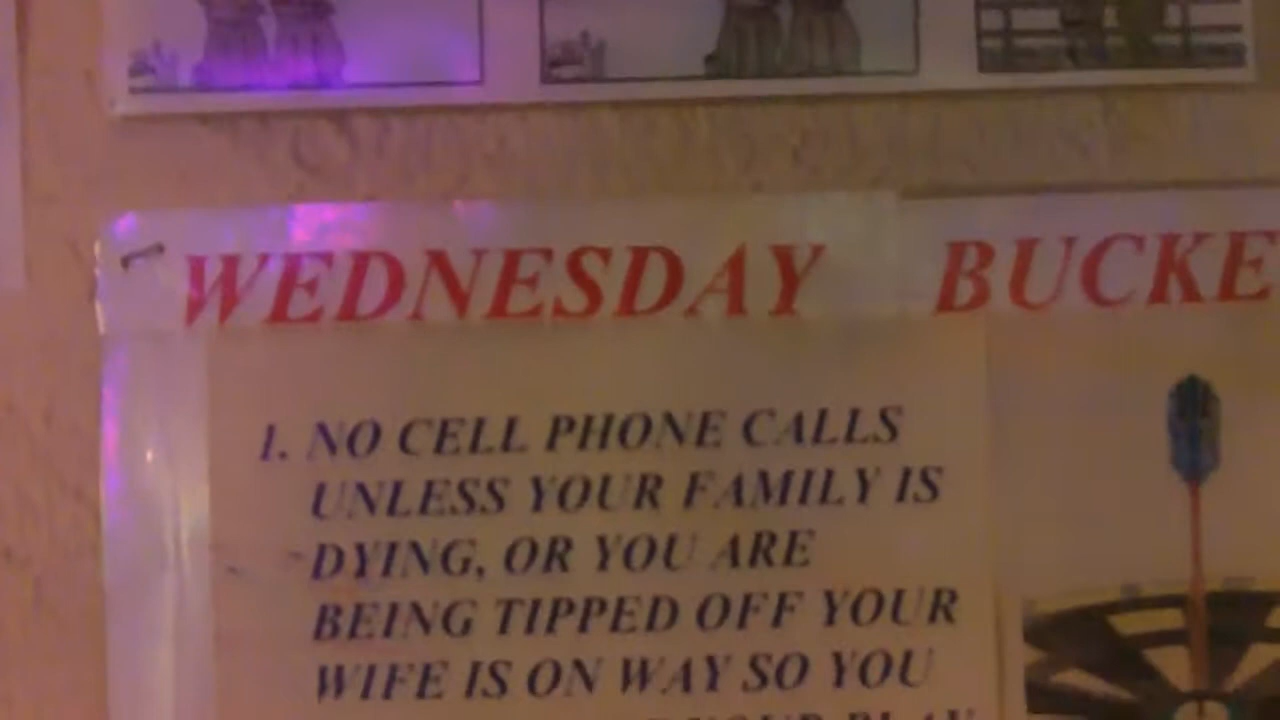 WEDNESDAY BUCKE
1. NO CELL PHONE CALLS
UNLESS YOUR FAMILY IS
DYING, OR YOU ARE
BEING TIPPED OFF YOUR
WIFE IS ON WAY SO YOU